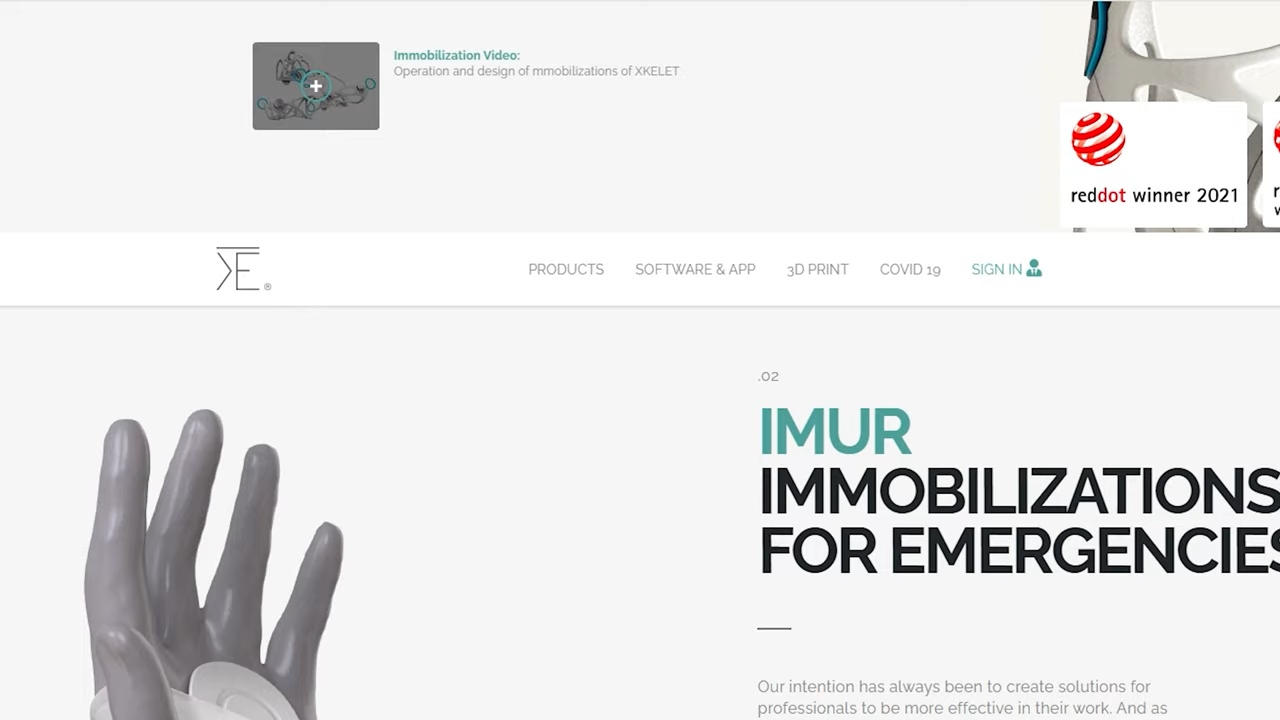 Immobilization Video:
Operation and design of mmobilizations of XKELET
reddot winner 2021
XE®
PRODUCTS SOFTWARE & APP 3D PRINT COVID 19 SIGN IN
.02
IMUR
IMMOBILIZATIONS
FOR EMERGENCIES
Our intention has always been to create solutions for
professionals to be more effective in their work. And as